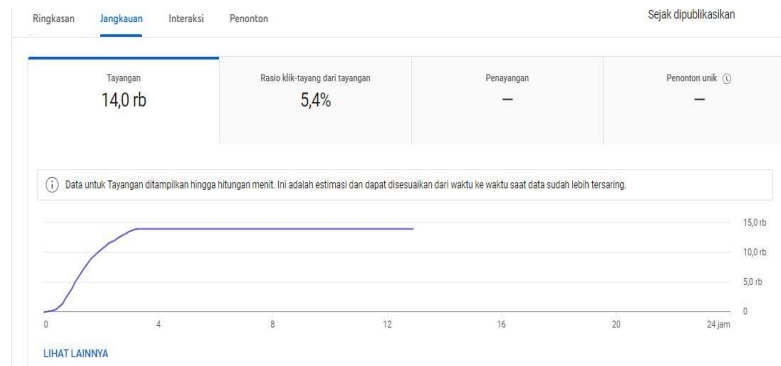 Ringkasan Jangkauan Interaksi Penonton Sejak dipublikasikan
Tayangan Rasio klik-tayang dari tayangan Penayangan Penonton unik
14,0 rb 5,4% — —
Data untuk Tayangan ditampilkan hingga hitungan menit. Ini adalah estimasi dan dapat disesuaikan dari waktu ke waktu saat data sudah lebih tersaring.
15,0 rb
10,0 rb
5,0 rb
0
0 4 8 12 16 20 24 jam
LIHAT LAINNYA